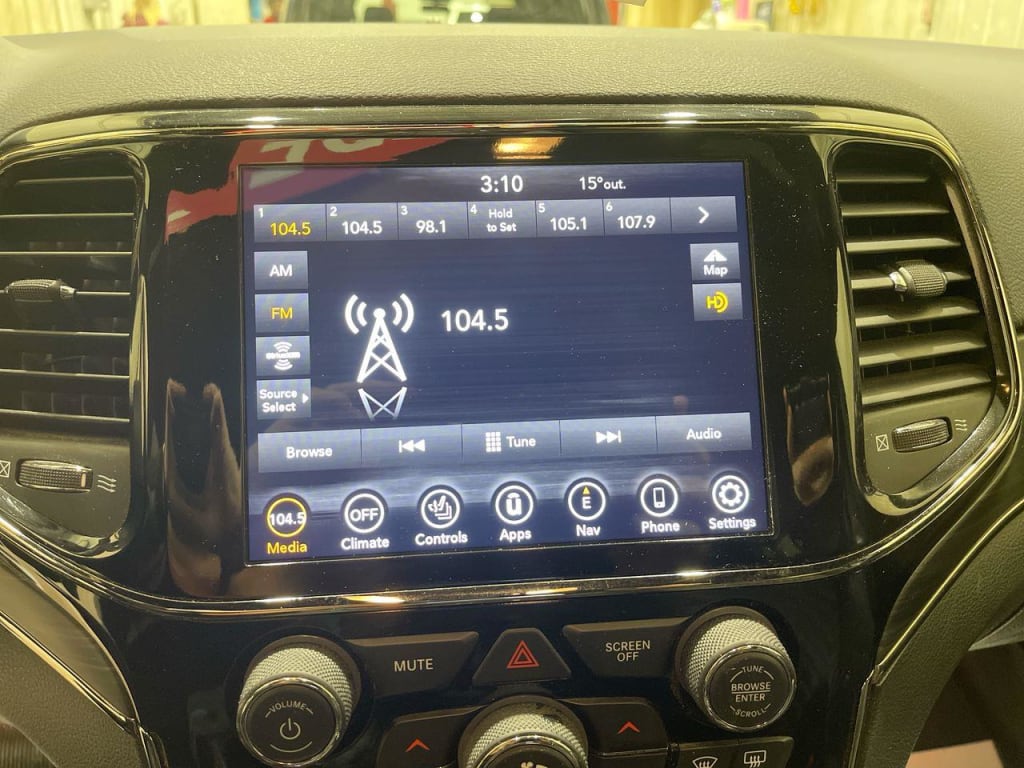 3:10 15°out.
1 104.5 2 104.5 3 98.1 4 Hold to Set 5 105.1 6 107.9
AM
Map
FM
HD
104.5
SiriusXM
Source
Select
Browse Tune Audio
104.5 OFF E
Media Climate Controls Apps Nav Phone Settings
MUTE
SCREEN
OFF
VOLUME
TUNE
BROWSE
ENTER
SCROLL